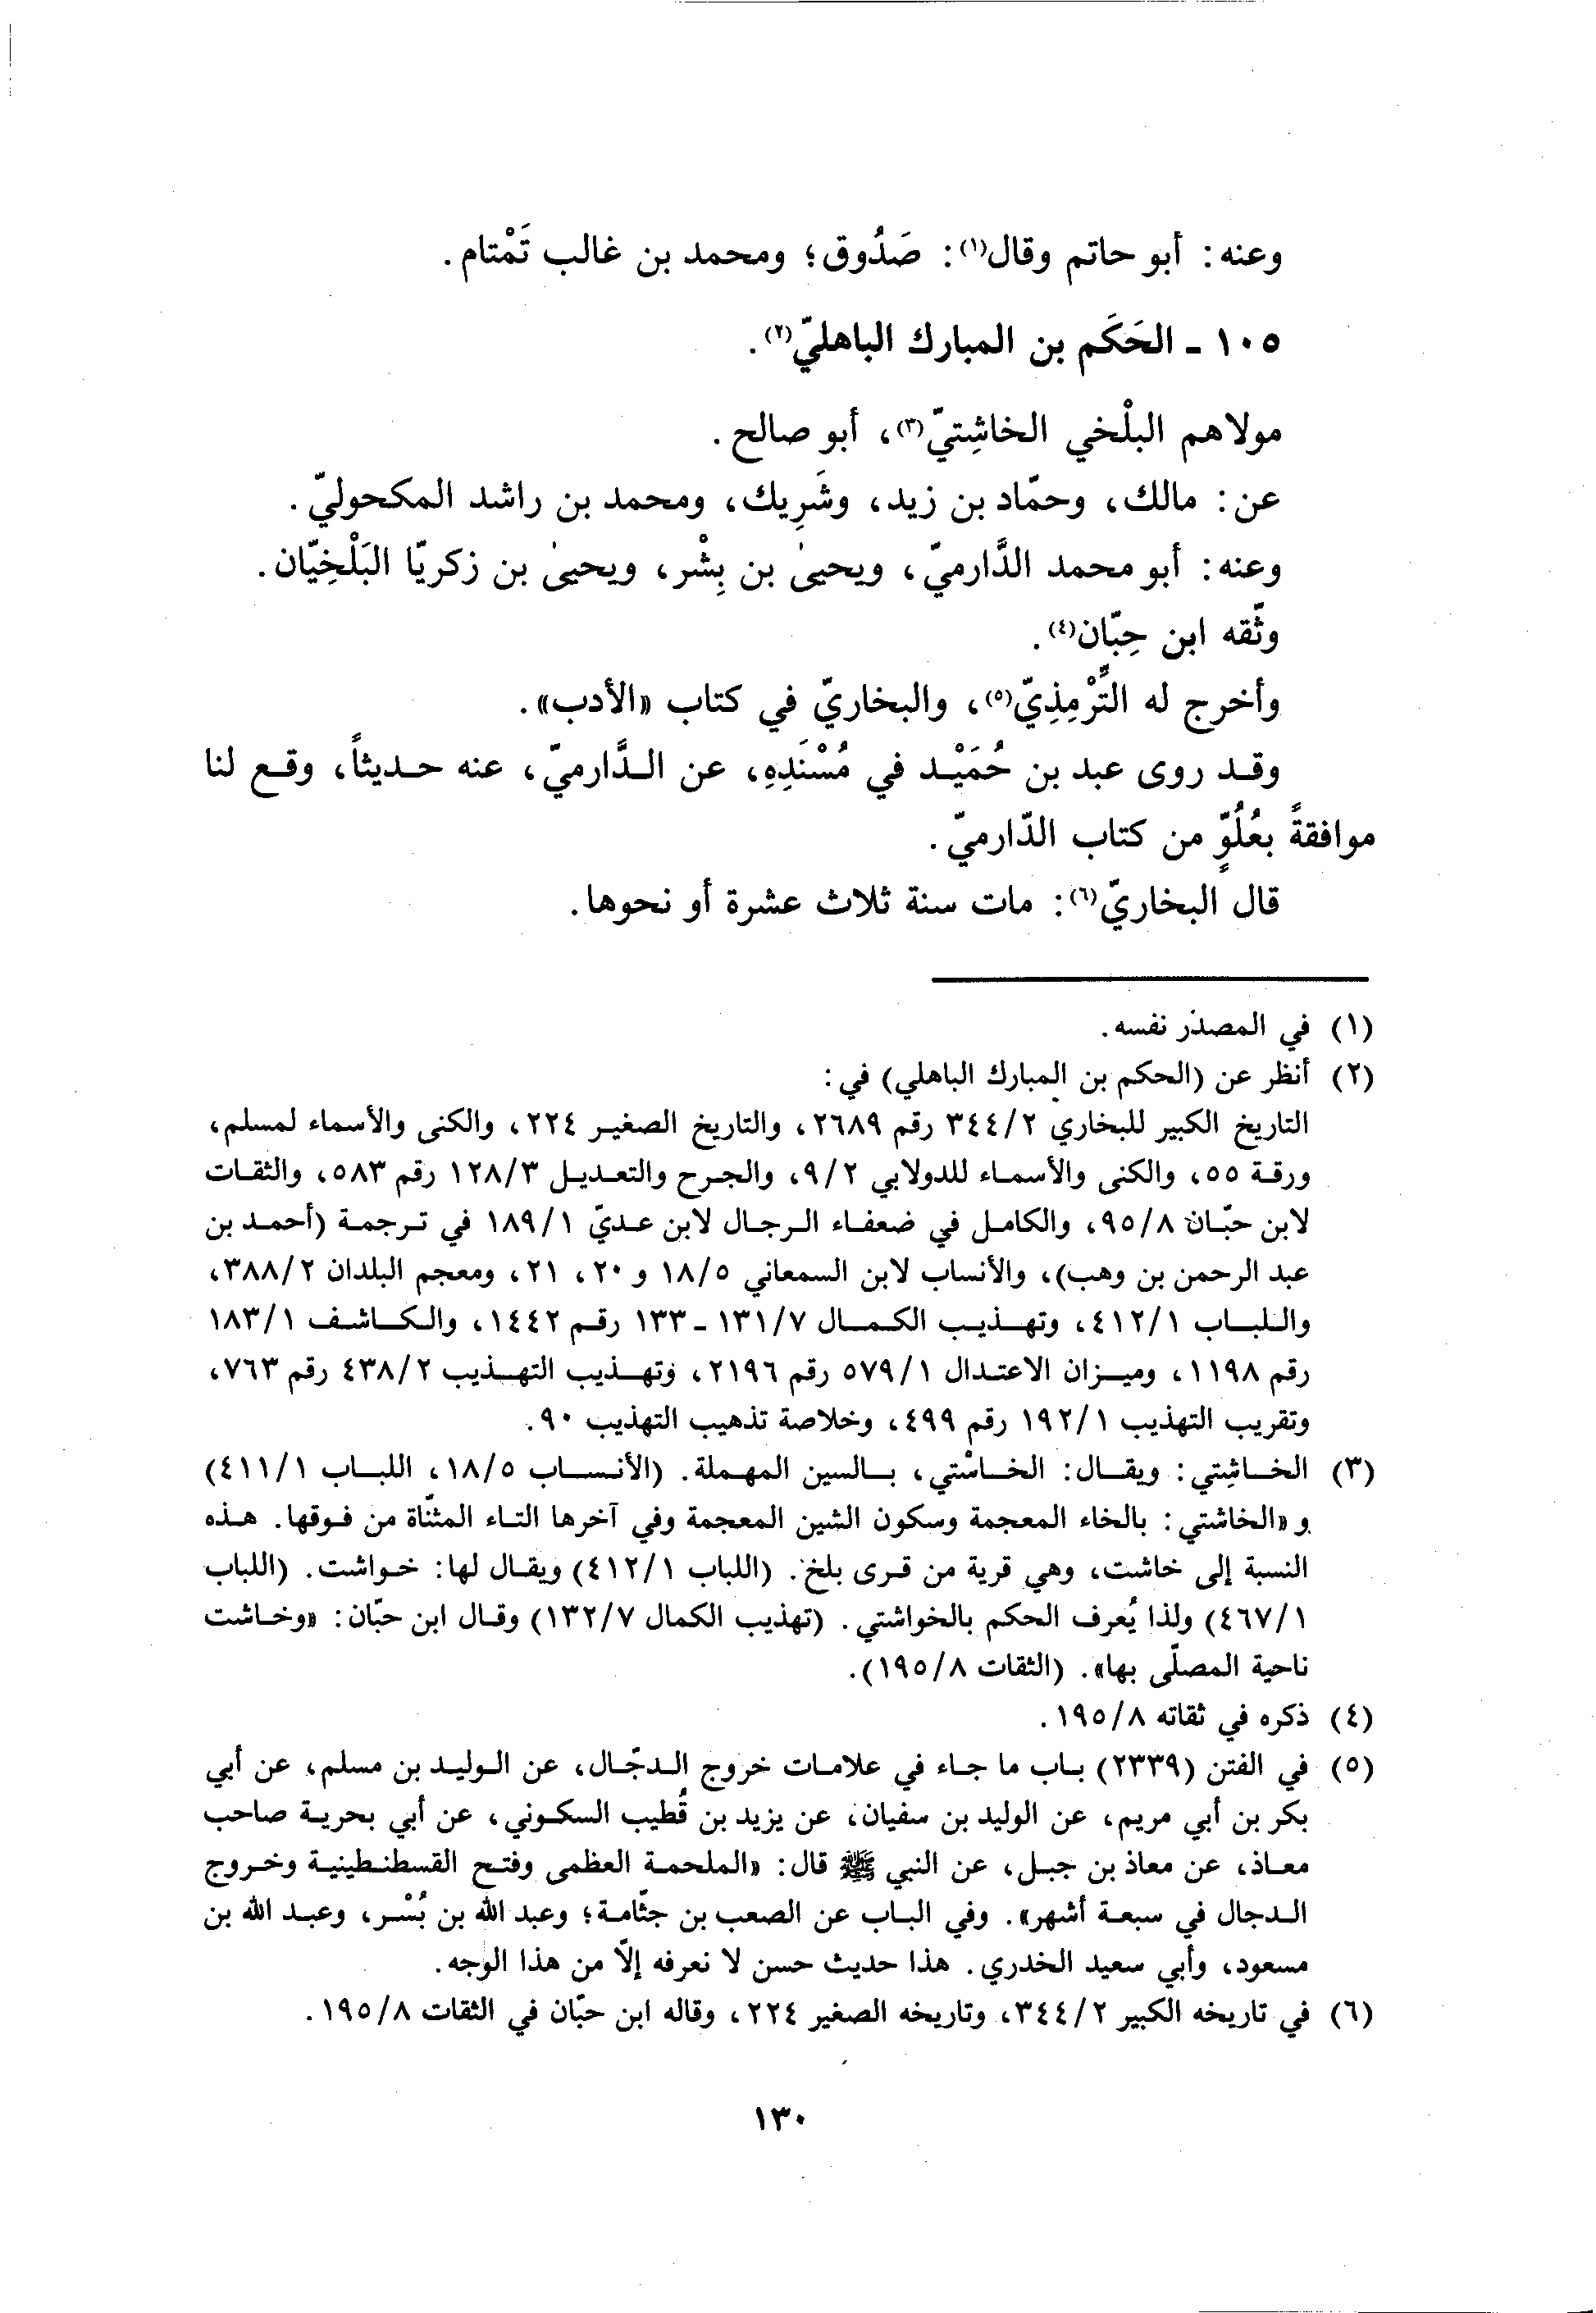 وعنه: أبو حاتم وقال(١): صَدُوق؛ ومحمد بن غالب تَمْتام.
١٠٥ - الحَكَم بن المبارك الباهليّ(٢).
مولاهم البلْخي الخاشِتيّ(٣)، أبو صالح.
عن: مالك، وحمّاد بن زيد، وشَرِيك، ومحمد بن راشد المكحوليّ.
وعنه: أبو محمد الدَّارميّ، ويحيىٰ بن بِشْر، ويحيىٰ بن زكريّا البَلْخِيّان.
وثّقه ابن حِبّان(٤).
وأخرج له التِّرْمِذِيّ(٥)، والبخاريّ في كتاب «الأدب».
وقد روى عبد بن حُمَيْد في مُسْنَدِهِ، عن الدَّارميّ، عنه حديثاً، وقع لنا
موافقةً بعُلُوٍّ من كتاب الدّارميّ.
قال البخاريّ(٦): مات سنة ثلاث عشرة أو نحوها.
(١) في المصدر نفسه.
(٢) أنظر عن (الحكم بن المبارك الباهلي) في:
التاريخ الكبير للبخاري ٣٤٤/٢ رقم ٢٦٨٩، والتاريخ الصغير ٢٢٤، والكنى والأسماء لمسلم،
ورقة ٥٥، والكنى والأسماء للدولابي ٩/٢، والجرح والتعديل ١٢٨/٣ رقم ٥٨٣، والثقات
لابن حبّان ٩٥/٨، والكامل في ضعفاء الرجال لابن عديّ ١٨٩/١ في ترجمة (أحمد بن
عبد الرحمن بن وهب)، والأنساب لابن السمعاني ١٨/٥ و ٢٠، ٢١، ومعجم البلدان ٣٨٨/٢،
واللباب ٤١٢/١، وتهذيب الكمال ١٣١/٧ - ١٣٣ رقم ١٤٤٢، والكاشف ١٨٣/١
رقم ١١٩٨، وميزان الاعتدال ٥٧٩/١ رقم ٢١٩٦، وتهذيب التهذيب ٤٣٨/٢ رقم ٧٦٣،
وتقريب التهذيب ١٩٢/١ رقم ٤٩٩، وخلاصة تذهيب التهذيب ٩٠.
(٣) الخاشِتي: ويقال: الخاسْتي، بالسين المهملة. (الأنساب ١٨/٥، اللباب ٤١١/١)
و «الخاشتي: بالخاء المعجمة وسكون الشين المعجمة وفي آخرها التاء المثنّاة من فوقها. هذه
النسبة إلى خاشت، وهي قرية من قرى بلخ. (اللباب ٤١٢/١) ويقال لها: خواشت. (اللباب
٤٦٧/١) ولذا يُعرف الحكم بالخواشتي. (تهذيب الكمال ١٣٢/٧) وقال ابن حبّان: «وخاشت
ناحية المصلّى بها». (الثقات ١٩٥/٨).
(٤) ذكره في ثقاته ١٩٥/٨.
(٥) في الفتن (٢٣٣٩) باب ما جاء في علامات خروج الدجّال، عن الوليد بن مسلم، عن أبي
بكر بن أبي مريم، عن الوليد بن سفيان، عن يزيد بن قُطيب السكوني، عن أبي بحرية صاحب
معاذ، عن معاذ بن جبل، عن النبي ﷺ قال: «الملحمة العظمى وفتح القسطنطينية وخروج
الدجال في سبعة أشهر». وفي الباب عن الصعب بن جثّامة؛ وعبد الله بن بُسْر، وعبد الله بن
مسعود، وأبي سعيد الخدري. هذا حديث حسن لا نعرفه إلّا من هذا الوجه.
(٦) في تاريخه الكبير ٣٤٤/٢، وتاريخه الصغير ٢٢٤، وقاله ابن حبّان في الثقات ١٩٥/٨.
١٣٠